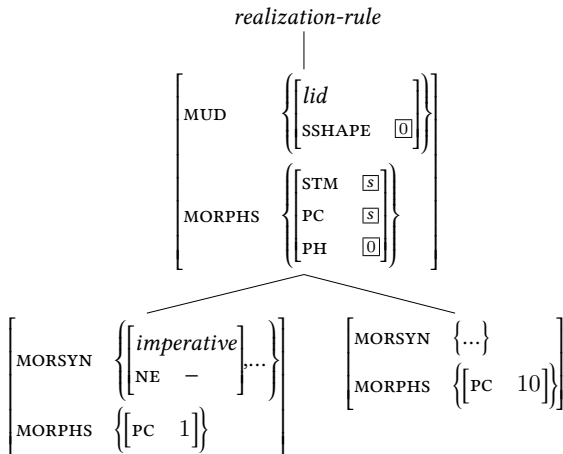 realization-rule
MUD {[lid
SSHAPE 0]}
MORPHS {[STM s
PC s
PH 0]}
MORSYN {[imperative
NE −],…}
MORPHS {[PC 1]}
MORSYN {…}
MORPHS {[PC 10]}